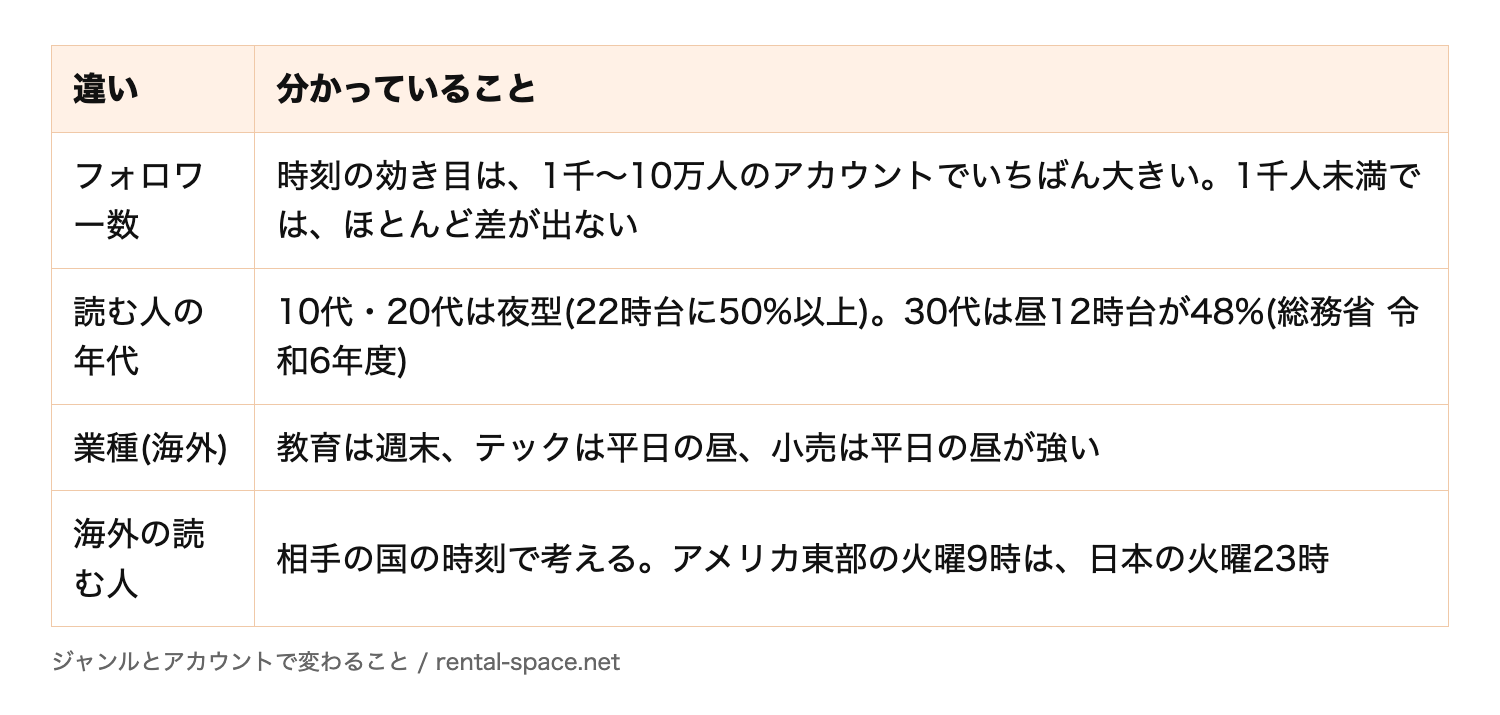 違い
分かっていること
フォロワ
ー数
時刻の効き目は、1千〜10万人のアカウントでいちばん大きい。1千人未満で
は、ほとんど差が出ない
読む人の
年代
10代・20代は夜型(22時台に50%以上)。30代は昼12時台が48%(総務省 令
和6年度)
業種(海外)
教育は週末、テックは平日の昼、小売は平日の昼が強い
海外の読
む人
相手の国の時刻で考える。アメリカ東部の火曜9時は、日本の火曜23時
ジャンルとアカウントで変わること / rental-space.net